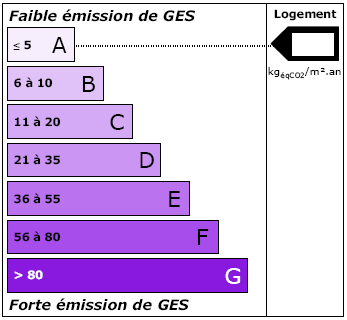 Faible émission de GES
Logement
≤ 5 A
kgéqCO2/m².an
6 à 10 B
11 à 20 C
21 à 35 D
36 à 55 E
56 à 80 F
> 80 G
Forte émission de GES